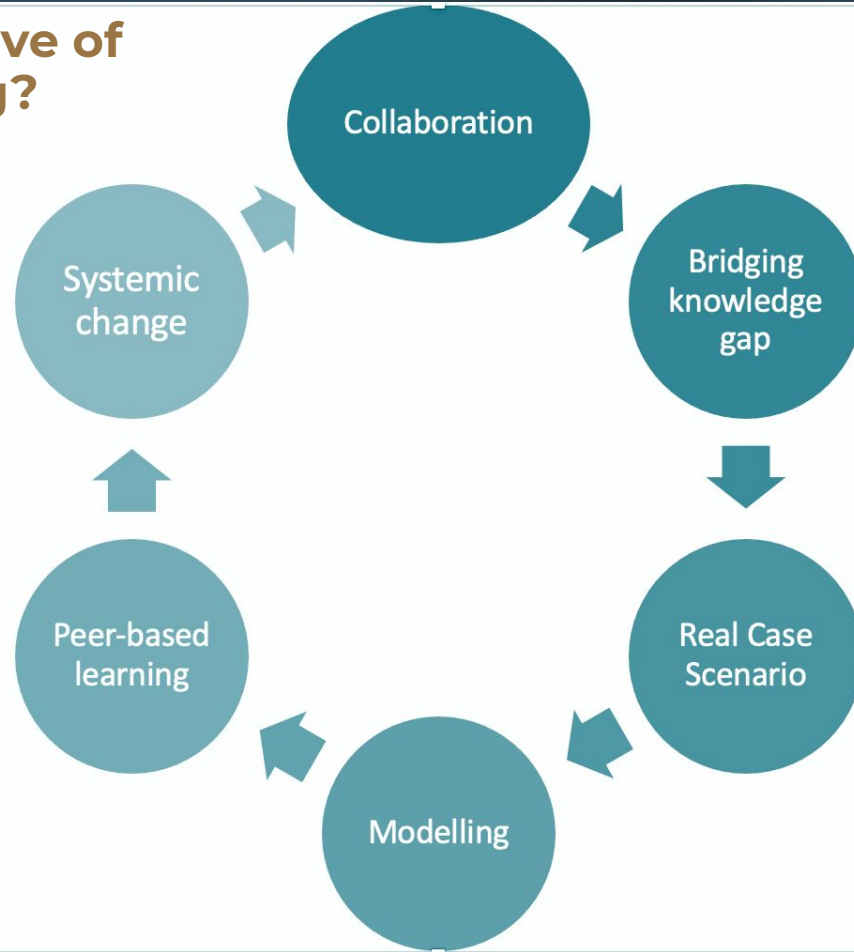 ve of
g?
Collaboration
Bridging
knowledge
gap
Real Case
Scenario
Modelling
Peer-based
learning
Systemic
change